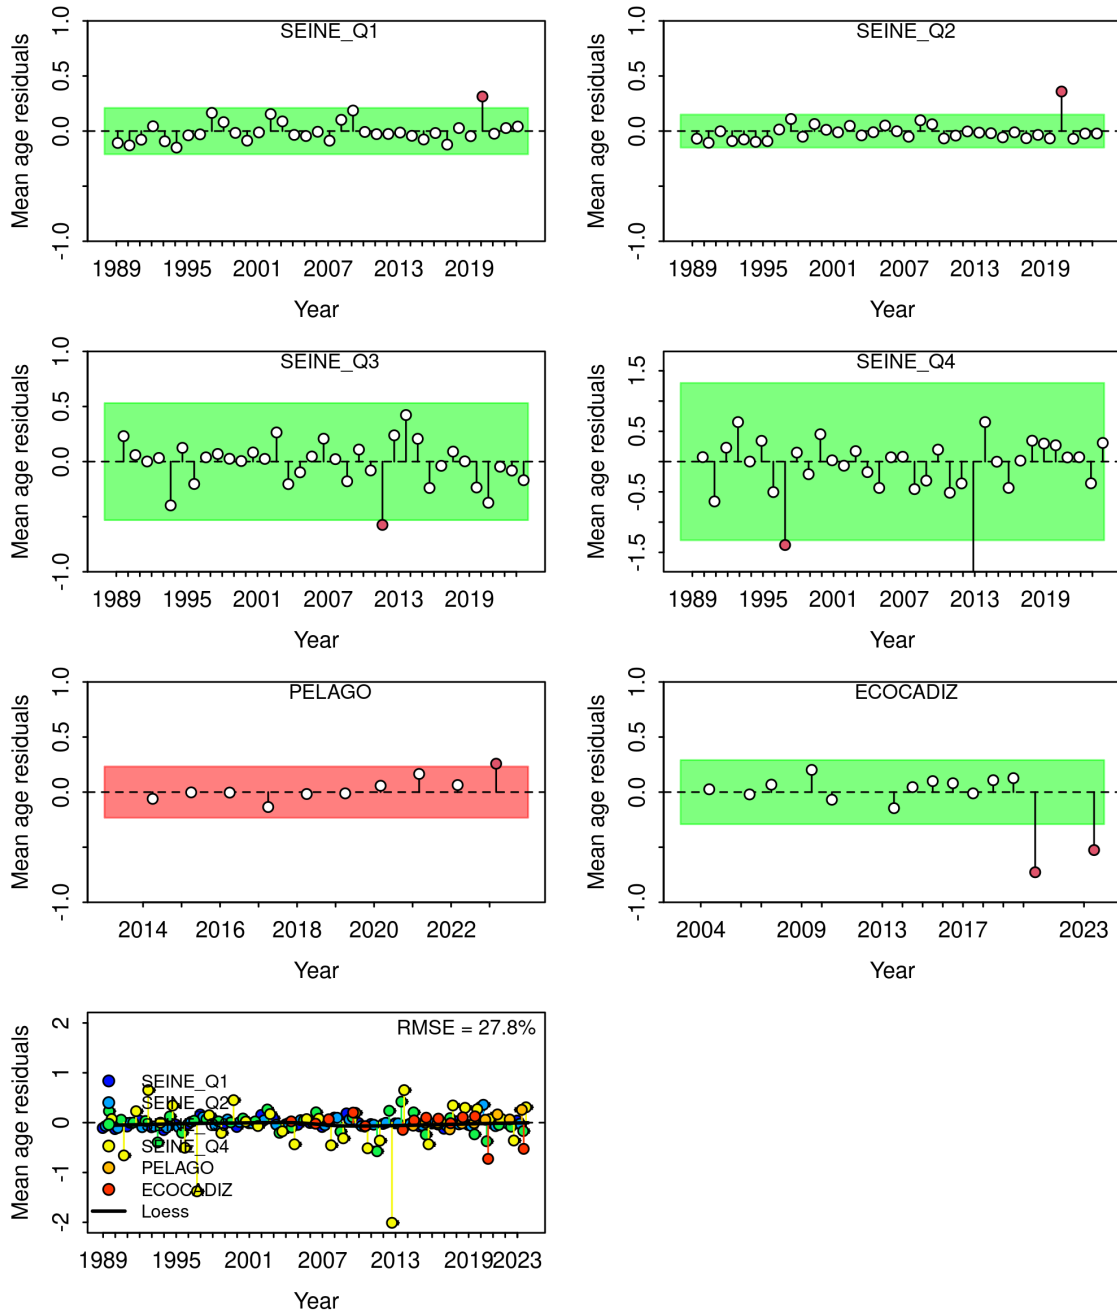 SEINE_Q1
Mean age residuals
1.0
0.5
0.0
-1.0
1989 1995 2001 2007 2013 2019
Year
SEINE_Q2
Mean age residuals
1.0
0.5
0.0
-1.0
1989 1995 2001 2007 2013 2019
Year
SEINE_Q3
Mean age residuals
1.0
0.5
0.0
-1.0
1989 1995 2001 2007 2013 2019
Year
SEINE_Q4
Mean age residuals
1.5
0.5
-0.5
-1.5
1989 1995 2001 2007 2013 2019
Year
PELAGO
Mean age residuals
1.0
0.5
0.0
-1.0
2014 2016 2018 2020 2022
Year
ECOCADIZ
Mean age residuals
1.0
0.5
0.0
-1.0
2004 2009 2013 2017 2023
Year
Mean age residuals
2
1
0
-1
-2
RMSE = 27.8%
SEINE_Q1
SEINE_Q2
SEINE_Q4
PELAGO
ECOCADIZ
Loess
1989 1995 2001 2007 2013 2019 2023
Year